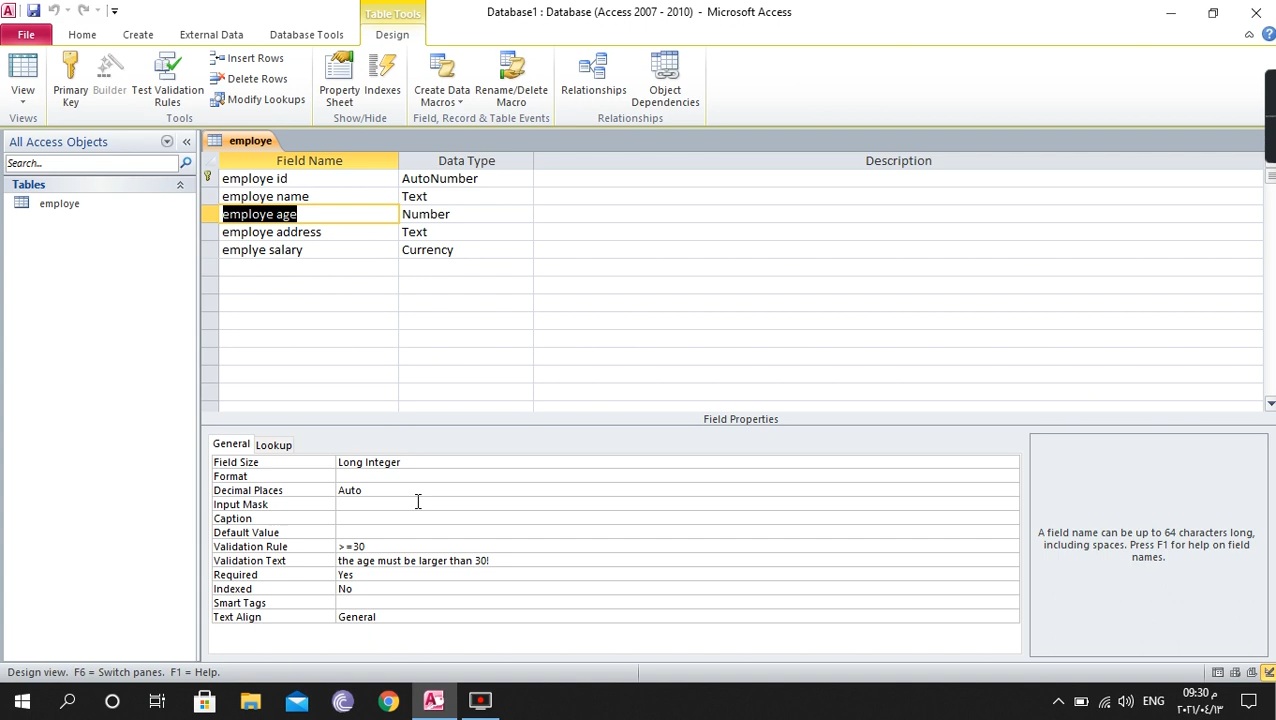 Table Tools
Database1 : Database (Access 2007 - 2010) - Microsoft Access
File
Home
Create
External Data
Database Tools
Design
View
Primary Key
Builder
Test Validation Rules
Insert Rows
Delete Rows
Modify Lookups
Property Sheet
Indexes
Create Data Macros
Rename/Delete Macro
Relationships
Object Dependencies
Views
Tools
Show/Hide
Field, Record & Table Events
Relationships
All Access Objects
Search...
Tables
employe
employe
Field Name Data Type Description
employe id AutoNumber
employe name Text
employe age Number
employe address Text
emplye salary Currency
Field Properties
General Lookup
Field Size Long Integer
Format
Decimal Places Auto
Input Mask
Caption
Default Value
Validation Rule >=30
Validation Text the age must be larger than 30!
Required Yes
Indexed No
Smart Tags
Text Align General
A field name can be up to 64 characters long,
including spaces. Press F1 for help on field
names.
Design view. F6 = Switch panes. F1 = Help.
ENG
09:30 م
٢٠٢١/٠٤/١٣